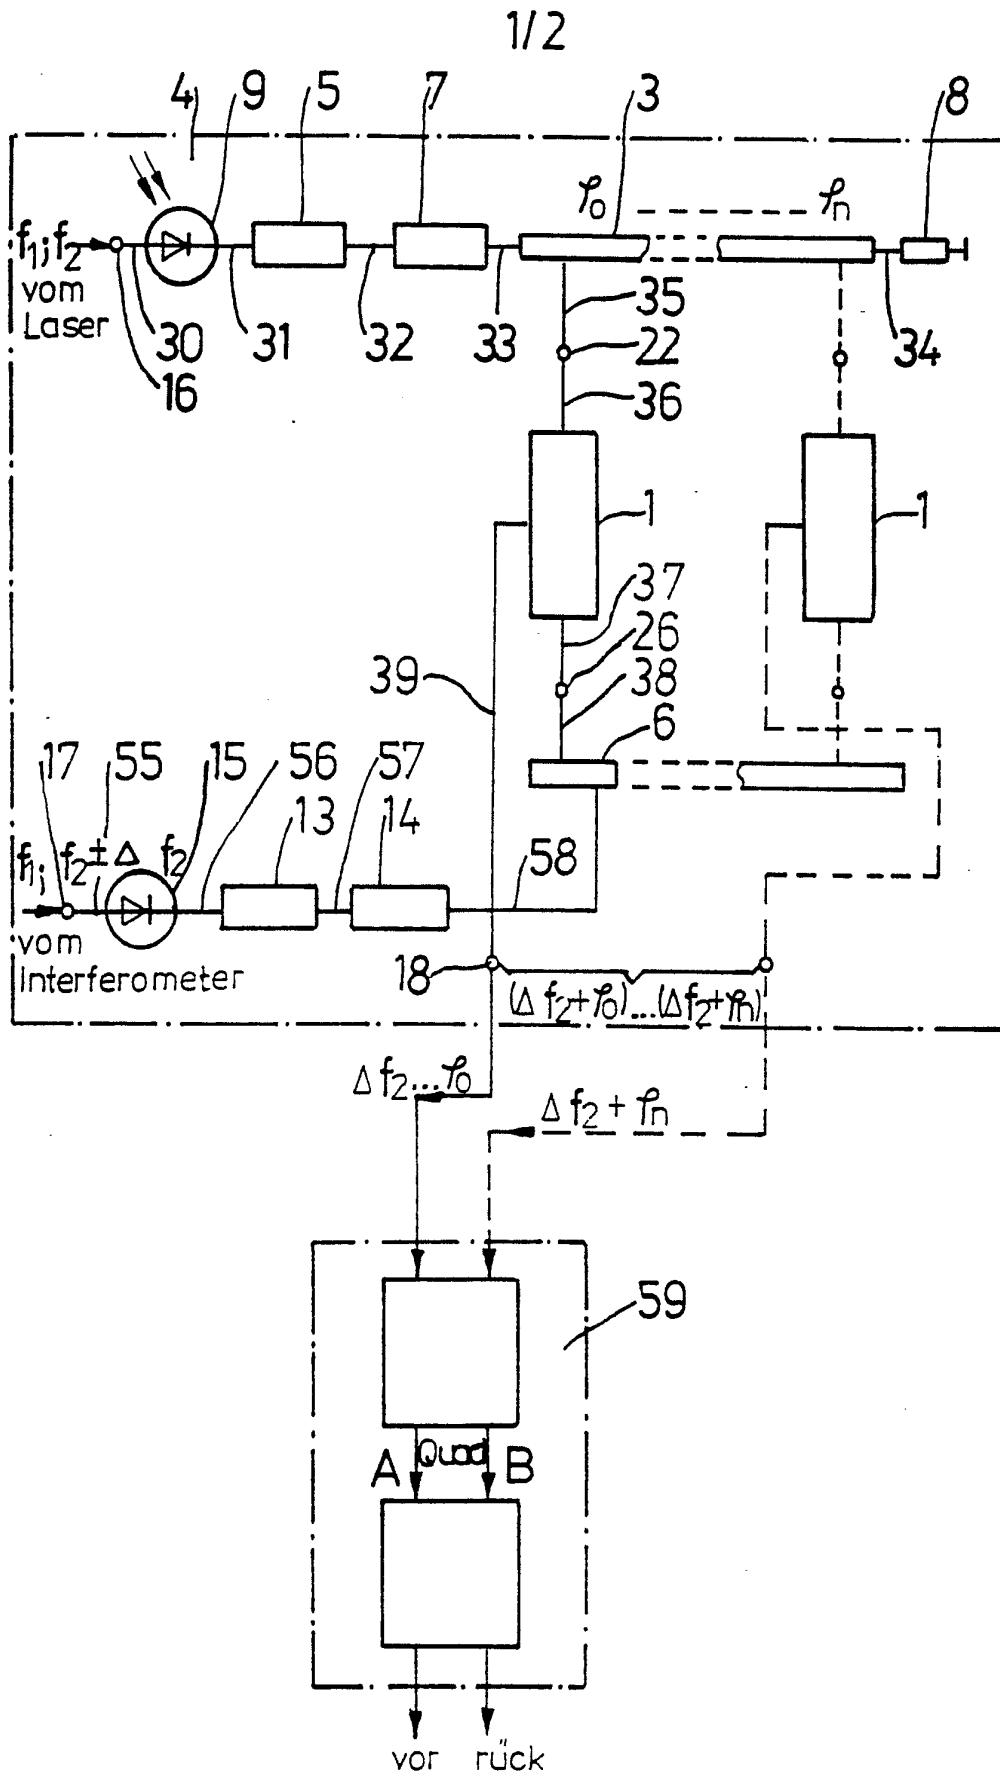 1/2
4 9 5 7 3 8
φ₀ φₙ
f₁; f₂
vom
Laser
30 31 32 33 35 34
16 22
36
1 1
37
26
39 38
6
17 55 15 56 57
13 14
f₁; f₂ ± Δ f₂
58
vom
Interferometer
18
(Δ f₂+φ₀)...(Δ f₂+φₙ)
Δ f₂...φ₀
Δ f₂ + φₙ
59
A Quad B
vor rück